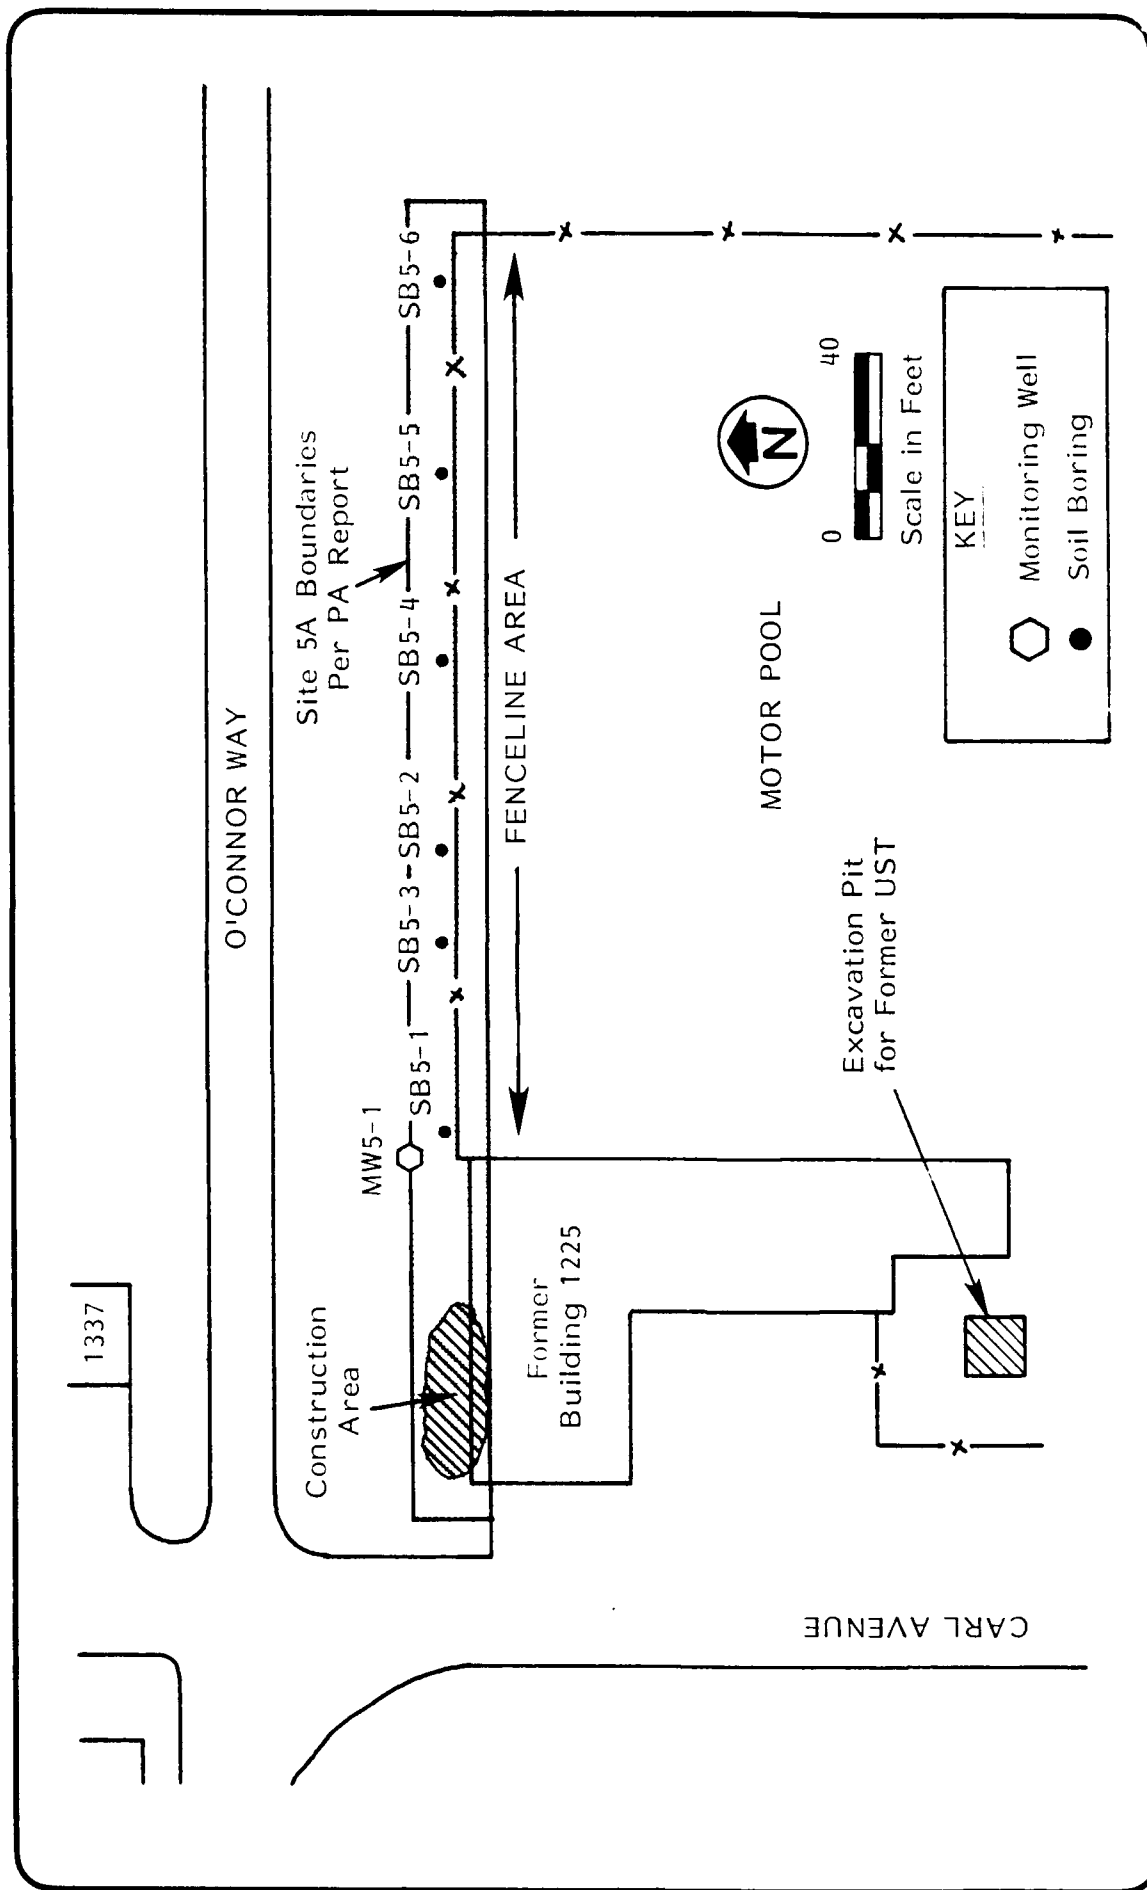 1337
O'CONNOR WAY
Construction
Area
MW5-1
Site 5A Boundaries
Per PA Report
SB5-1
SB5-3
SB5-2
SB5-4
SB5-5
SB5-6
FENCELINE AREA
Former
Building 1225
CARL AVENUE
Excavation Pit
for Former UST
MOTOR POOL
N
0
40
Scale in Feet
KEY
Monitoring Well
Soil Boring